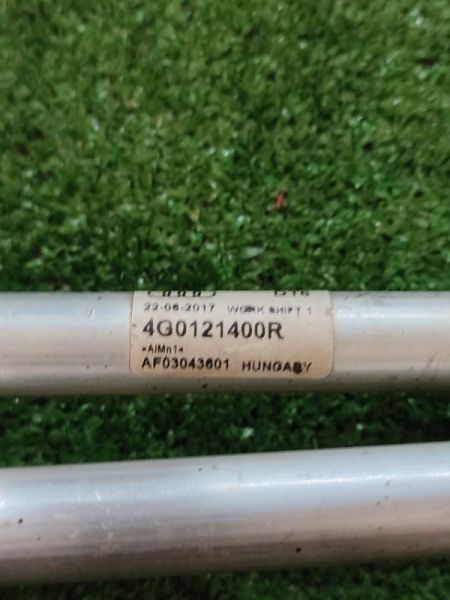 22-06-2017 WORK SHIFT 1
4G0121400R
>AlMn1<
AF03043601 HUNGARY